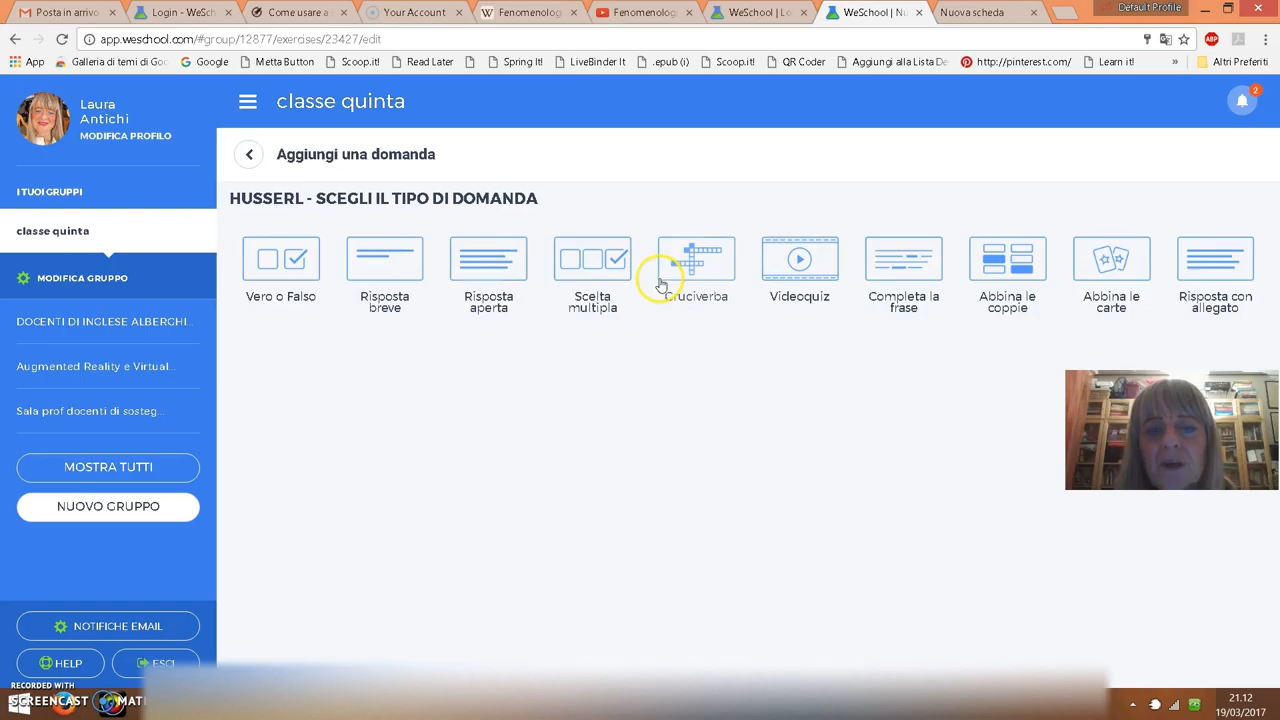 Posta in arrivo
Login - WeSch
Come usare a
Your Account
Fenomenolog
Fenomenolog
WeSchool | Lo
WeSchool | Nu
Nuova scheda
Default Profile
app.weschool.com/#group/12877/exercises/23427/edit
App
Galleria di temi di Goo
Google
Metta Button
Scoop.it!
Read Later
Spring It!
LiveBinder It
.epub (i)
Scoop.it!
QR Coder
Aggiungi alla Lista De
http://pinterest.com/
Learn it!
»
Altri Preferiti
Laura
Antichi
MODIFICA PROFILO
classe quinta
2
Aggiungi una domanda
I TUOI GRUPPI
classe quinta
MODIFICA GRUPPO
DOCENTI DI INGLESE ALBERGHI...
Augmented Reality e Virtual...
Sala prof docenti di sosteg...
MOSTRA TUTTI
NUOVO GRUPPO
NOTIFICHE EMAIL
HELP
ESCI
HUSSERL - SCEGLI IL TIPO DI DOMANDA
Vero o Falso
Risposta
breve
Risposta
aperta
Scelta
multipla
Cruciverba
Videoquiz
Completa la
frase
Abbina le
coppie
Abbina le
carte
Risposta con
allegato
RECORDED WITH
SCREENCAST
MATI
21.12
19/03/2017